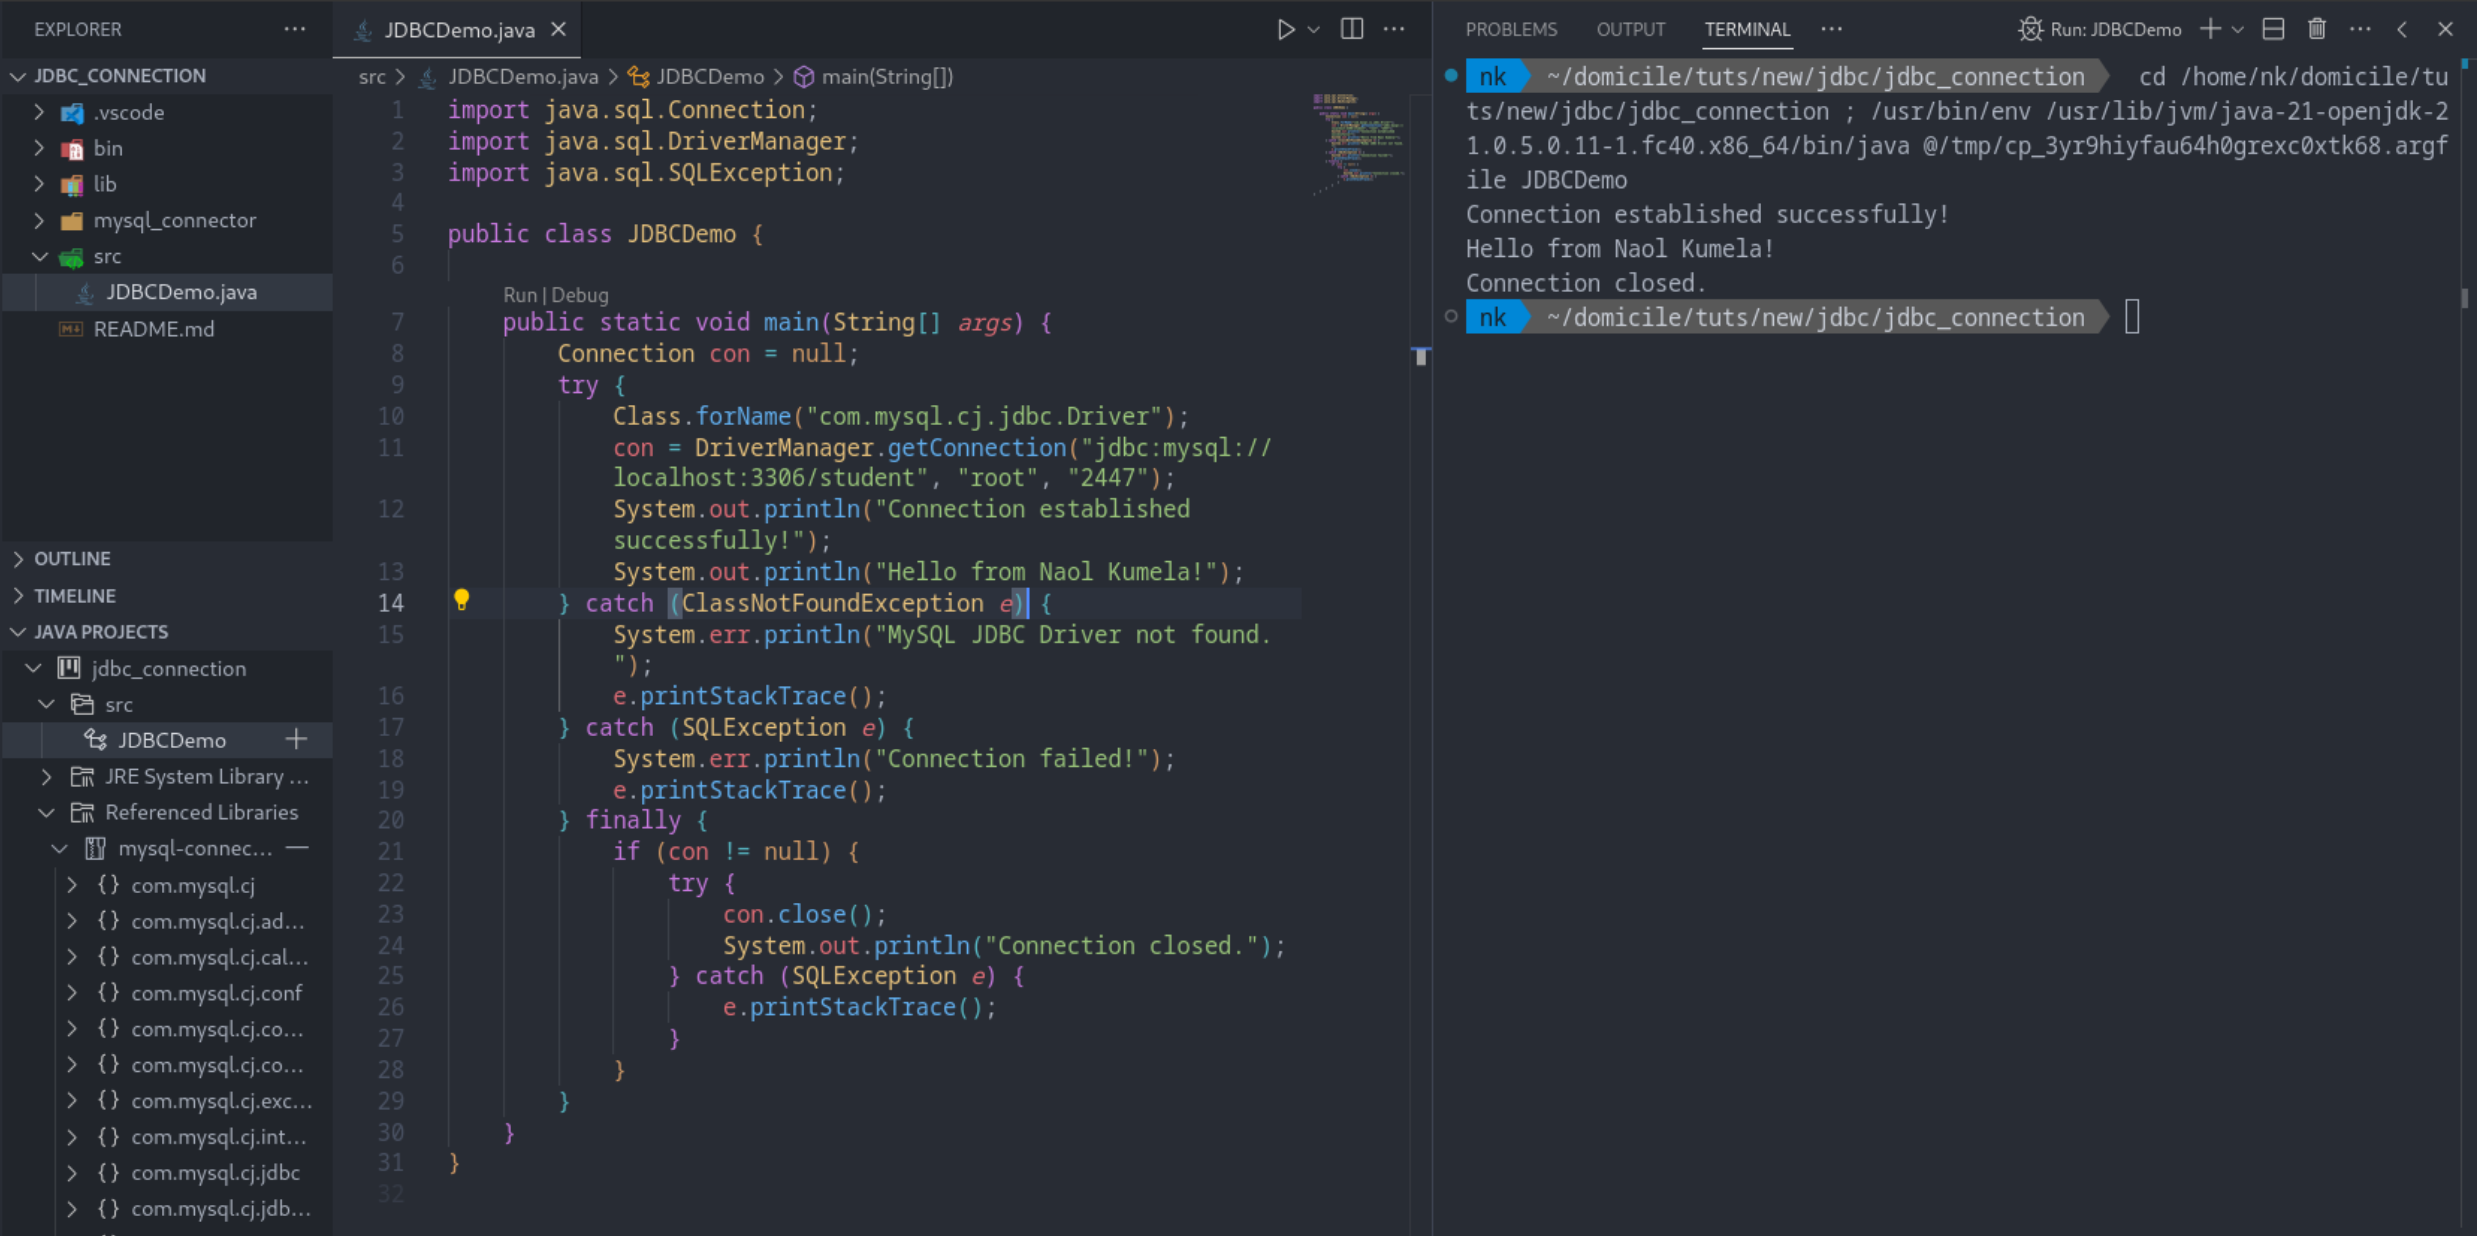 EXPLORER
JDBC_CONNECTION
.vscode
bin
lib
mysql_connector
src
JDBCDemo.java
README.md
OUTLINE
TIMELINE
JAVA PROJECTS
jdbc_connection
src
JDBCDemo
JRE System Library ...
Referenced Libraries
mysql-connec...
{} com.mysql.cj
{} com.mysql.cj.ad...
{} com.mysql.cj.cal...
{} com.mysql.cj.conf
{} com.mysql.cj.co...
{} com.mysql.cj.co...
{} com.mysql.cj.exc...
{} com.mysql.cj.int...
{} com.mysql.cj.jdbc
{} com.mysql.cj.jdb...
JDBCDemo.java
src > JDBCDemo.java > JDBCDemo > main(String[])
1 import java.sql.Connection;
2 import java.sql.DriverManager;
3 import java.sql.SQLException;
4
5 public class JDBCDemo {
6
Run | Debug
7 public static void main(String[] args) {
8 Connection con = null;
9 try {
10 Class.forName("com.mysql.cj.jdbc.Driver");
11 con = DriverManager.getConnection("jdbc:mysql://
localhost:3306/student", "root", "2447");
12 System.out.println("Connection established
successfully!");
13 System.out.println("Hello from Naol Kumela!");
14 } catch (ClassNotFoundException e) {
15 System.err.println("MySQL JDBC Driver not found.
");
16 e.printStackTrace();
17 } catch (SQLException e) {
18 System.err.println("Connection failed!");
19 e.printStackTrace();
20 } finally {
21 if (con != null) {
22 try {
23 con.close();
24 System.out.println("Connection closed.");
25 } catch (SQLException e) {
26 e.printStackTrace();
27 }
28 }
29 }
30 }
31 }
32
PROBLEMS OUTPUT TERMINAL ... Run: JDBCDemo
nk ~/domicile/tuts/new/jdbc/jdbc_connection cd /home/nk/domicile/tu
ts/new/jdbc/jdbc_connection ; /usr/bin/env /usr/lib/jvm/java-21-openjdk-2
1.0.5.0.11-1.fc40.x86_64/bin/java @/tmp/cp_3yr9hiyfau64h0grexc0xtk68.argf
ile JDBCDemo
Connection established successfully!
Hello from Naol Kumela!
Connection closed.
nk ~/domicile/tuts/new/jdbc/jdbc_connection